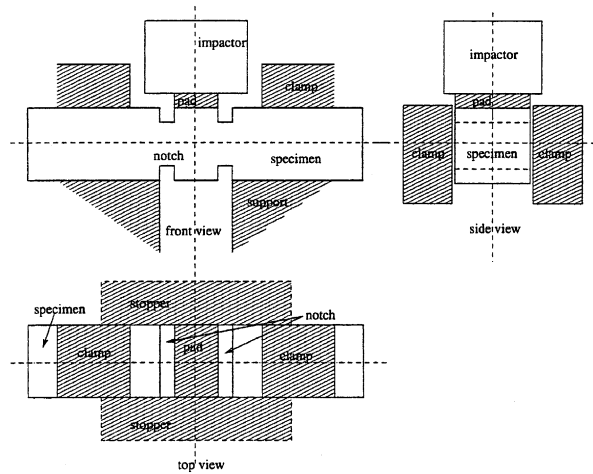 impactor
pad
clamp
notch
specimen
support
front view
impactor
pad
clamp
specimen
clamp
side view
stopper
specimen
notch
clamp
pad
clamp
stopper
top view